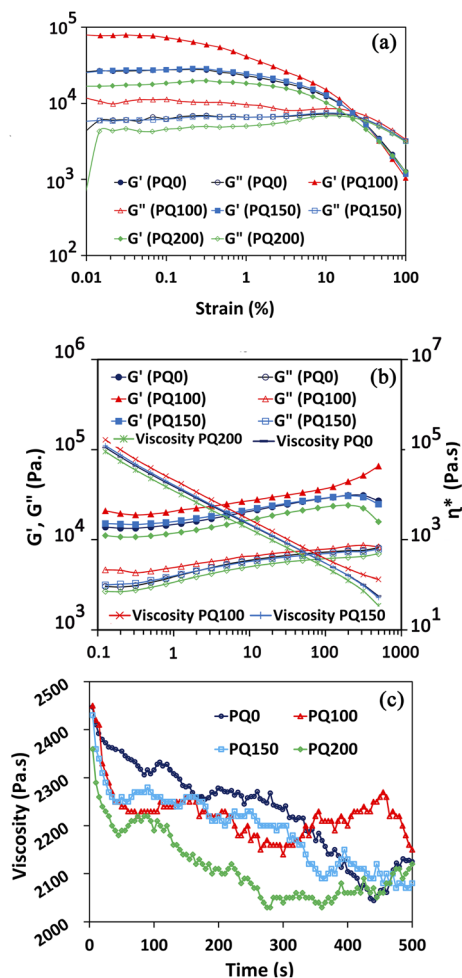 (a)
10⁵
10⁴
10³
10²
G' (PQ0) G" (PQ0) G' (PQ100)
G" (PQ100) G' (PQ150) G" (PQ150)
G' (PQ200) G" (PQ200)
0.01 0.1 1 10 100
Strain (%)
(b)
10⁶
10⁵
10⁴
10³
G', G" (Pa.)
10⁷
10⁵
10³
10¹
η*
G' (PQ0) G" (PQ0)
G' (PQ100) G" (PQ100)
G' (PQ150) G" (PQ150)
Viscosity PQ200 Viscosity PQ0
Viscosity PQ100 Viscosity PQ150
0.1 1 10 100 1000
(c)
2500
2400
2300
2200
2100
2000
Viscosity (Pa.s)
PQ0 PQ100
PQ150 PQ200
0 100 200 300 400 500
Time (s)